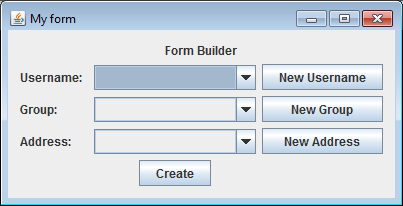 My form
Form Builder
Username: New Username
Group: New Group
Address: New Address
Create